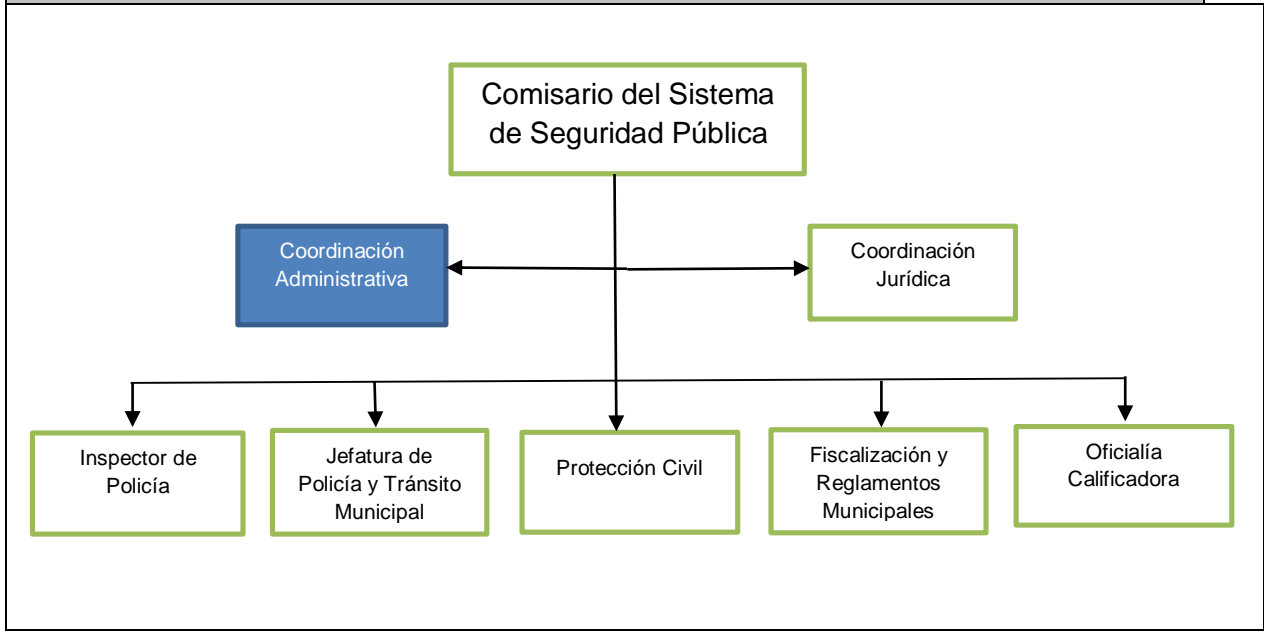 Comisario del Sistema
de Seguridad Pública
Coordinación
Administrativa
Coordinación
Jurídica
Inspector de
Policía
Jefatura de
Policía y Tránsito
Municipal
Protección Civil
Fiscalización y
Reglamentos
Municipales
Oficialía
Calificadora